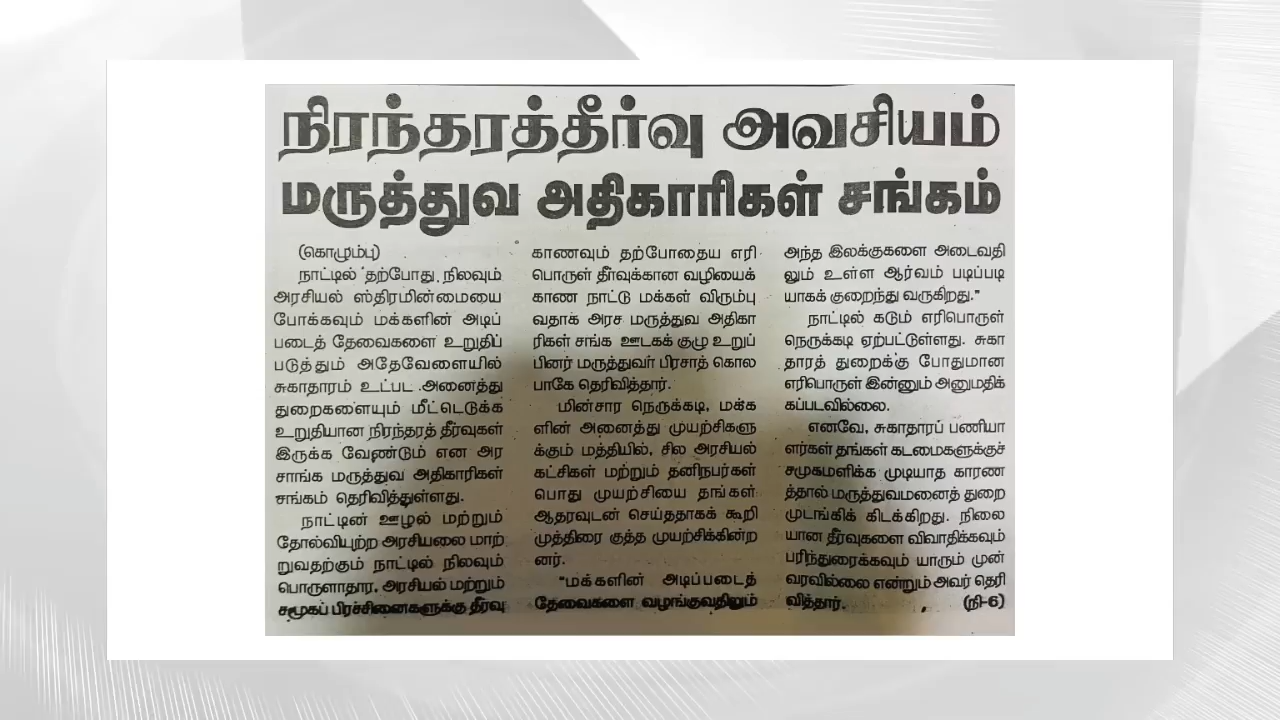 நிரந்தரத்தீர்வு அவசியம்
மருத்துவ அதிகாரிகள் சங்கம்
(கொழும்பு)
நாட்டில் தற்போது, நிலவும்
அரசியல் ஸ்திரமின்மையை
போக்கவும் மக்களின் அடிப்
படைத் தேவைகளை உறுதிப்
படுத்தும் அதேவேளையில்
சுகாதாரம் உட்பட அனைத்து
துறைகளையும் மீட்டெடுக்க
உறுதியான நிரந்தரத் தீர்வுகள்
இருக்க வேண்டும் என அர
சாங்க மருத்துவ அதிகாரிகள்
சங்கம் தெரிவித்துள்ளது.
நாட்டின் ஊழல் மற்றும்
தோல்வியுற்ற அரசியலை மாற்
றுவதற்கும் நாட்டில் நிலவும்
பொருளாதார, அரசியல் மற்றும்
சமூகப் பிரச்சினைகளுக்கு தீர்வு
காணவும் தற்போதைய எரி
பொருள் தீர்வுக்கான வழியைக்
காண நாட்டு மக்கள் விரும்பு
வதாக அரச மருத்துவ அதிகா
ரிகள் சங்க ஊடகக் குழு உறுப்
பினர் மருத்துவர் பிரசாத் கொல
பாகே தெரிவித்தார்.
மின்சார நெருக்கடி, மக்க
ளின் அனைத்து முயற்சிகளு
க்கும் மத்தியில், சில அரசியல்
கட்சிகள் மற்றும் தனிநபர்கள்
பொது முயற்சியை தங்கள்
ஆதரவுடன் செய்ததாகக் கூறி
முத்திரை குத்த முயற்சிக்கின்ற
னர்.
"மக்களின் அடிப்படைத்
தேவைகளை வழங்குவதிலும்
அந்த இலக்குகளை அடைவதி
லும் உள்ள ஆர்வம் படிப்படி
யாகக் குறைந்து வருகிறது."
நாட்டில் கடும் எரிபொருள்
நெருக்கடி ஏற்பட்டுள்ளது. சுகா
தாரத் துறைக்கு போதுமான
எரிபொருள் இன்னும் அனுமதிக்
கப்படவில்லை.
எனவே, சுகாதாரப் பணியா
ளர்கள் தங்கள் கடமைகளுக்குச்
சமுகமளிக்க முடியாத காரண
த்தால் மருத்துவமனைத் துறை
முடங்கிக் கிடக்கிறது. நிலை
யான தீர்வுகளை விவாதிக்கவும்
பரிந்துரைக்கவும் யாரும் முன்
வரவில்லை என்றும் அவர் தெரி
வித்தார். (நி-6)